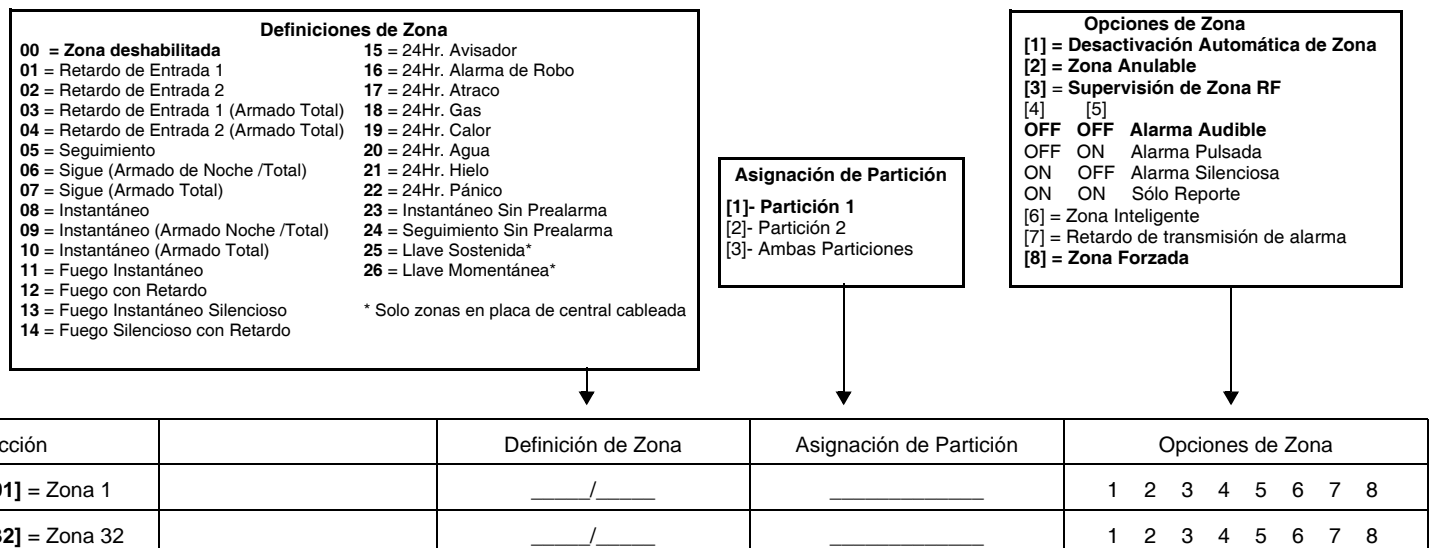 Definiciones de Zona
00 = Zona deshabilitada
01 = Retardo de Entrada 1
02 = Retardo de Entrada 2
03 = Retardo de Entrada 1 (Armado Total)
04 = Retardo de Entrada 2 (Armado Total)
05 = Seguimiento
06 = Sigue (Armado de Noche /Total)
07 = Sigue (Armado Total)
08 = Instantáneo
09 = Instantáneo (Armado Noche /Total)
10 = Instantáneo (Armado Total)
11 = Fuego Instantáneo
12 = Fuego con Retardo
13 = Fuego Instantáneo Silencioso
14 = Fuego Silencioso con Retardo
15 = 24Hr. Avisador
16 = 24Hr. Alarma de Robo
17 = 24Hr. Atraco
18 = 24Hr. Gas
19 = 24Hr. Calor
20 = 24Hr. Agua
21 = 24Hr. Hielo
22 = 24Hr. Pánico
23 = Instantáneo Sin Prealarma
24 = Seguimiento Sin Prealarma
25 = Llave Sostenida*
26 = Llave Momentánea*
* Solo zonas en placa de central cableada
Asignación de Partición
[1]- Partición 1
[2]- Partición 2
[3]- Ambas Particiones
Opciones de Zona
[1] = Desactivación Automática de Zona
[2] = Zona Anulable
[3] = Supervisión de Zona RF
[4] [5]
OFF OFF Alarma Audible
OFF ON Alarma Pulsada
ON OFF Alarma Silenciosa
ON ON Sólo Reporte
[6] = Zona Inteligente
[7] = Retardo de transmisión de alarma
[8] = Zona Forzada
cción Definición de Zona Asignación de Partición Opciones de Zona
01] = Zona 1 _____/_____ _____________ 1 2 3 4 5 6 7 8
32] = Zona 32 _____/_____ _____________ 1 2 3 4 5 6 7 8